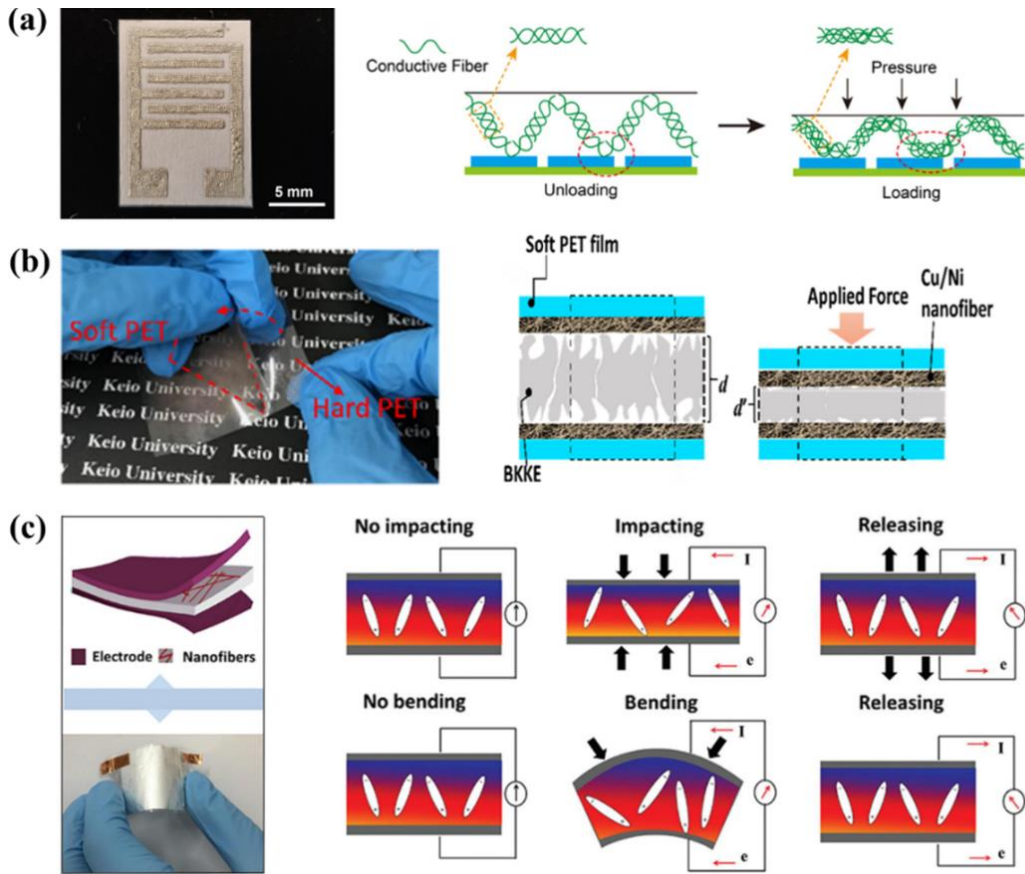 (a)
5 mm
Conductive Fiber
Unloading
Pressure
Loading
(b)
Keio University
Keio University
Keio University
Soft PET
Hard PET
Keio University
Keio University
Soft PET film
d
BKKE
Applied Force
Cu/Ni
nanofiber
d'
(c)
Electrode
Nanofibers
No impacting
Impacting
I
e
Releasing
I
e
No bending
Bending
I
e
Releasing
I
e